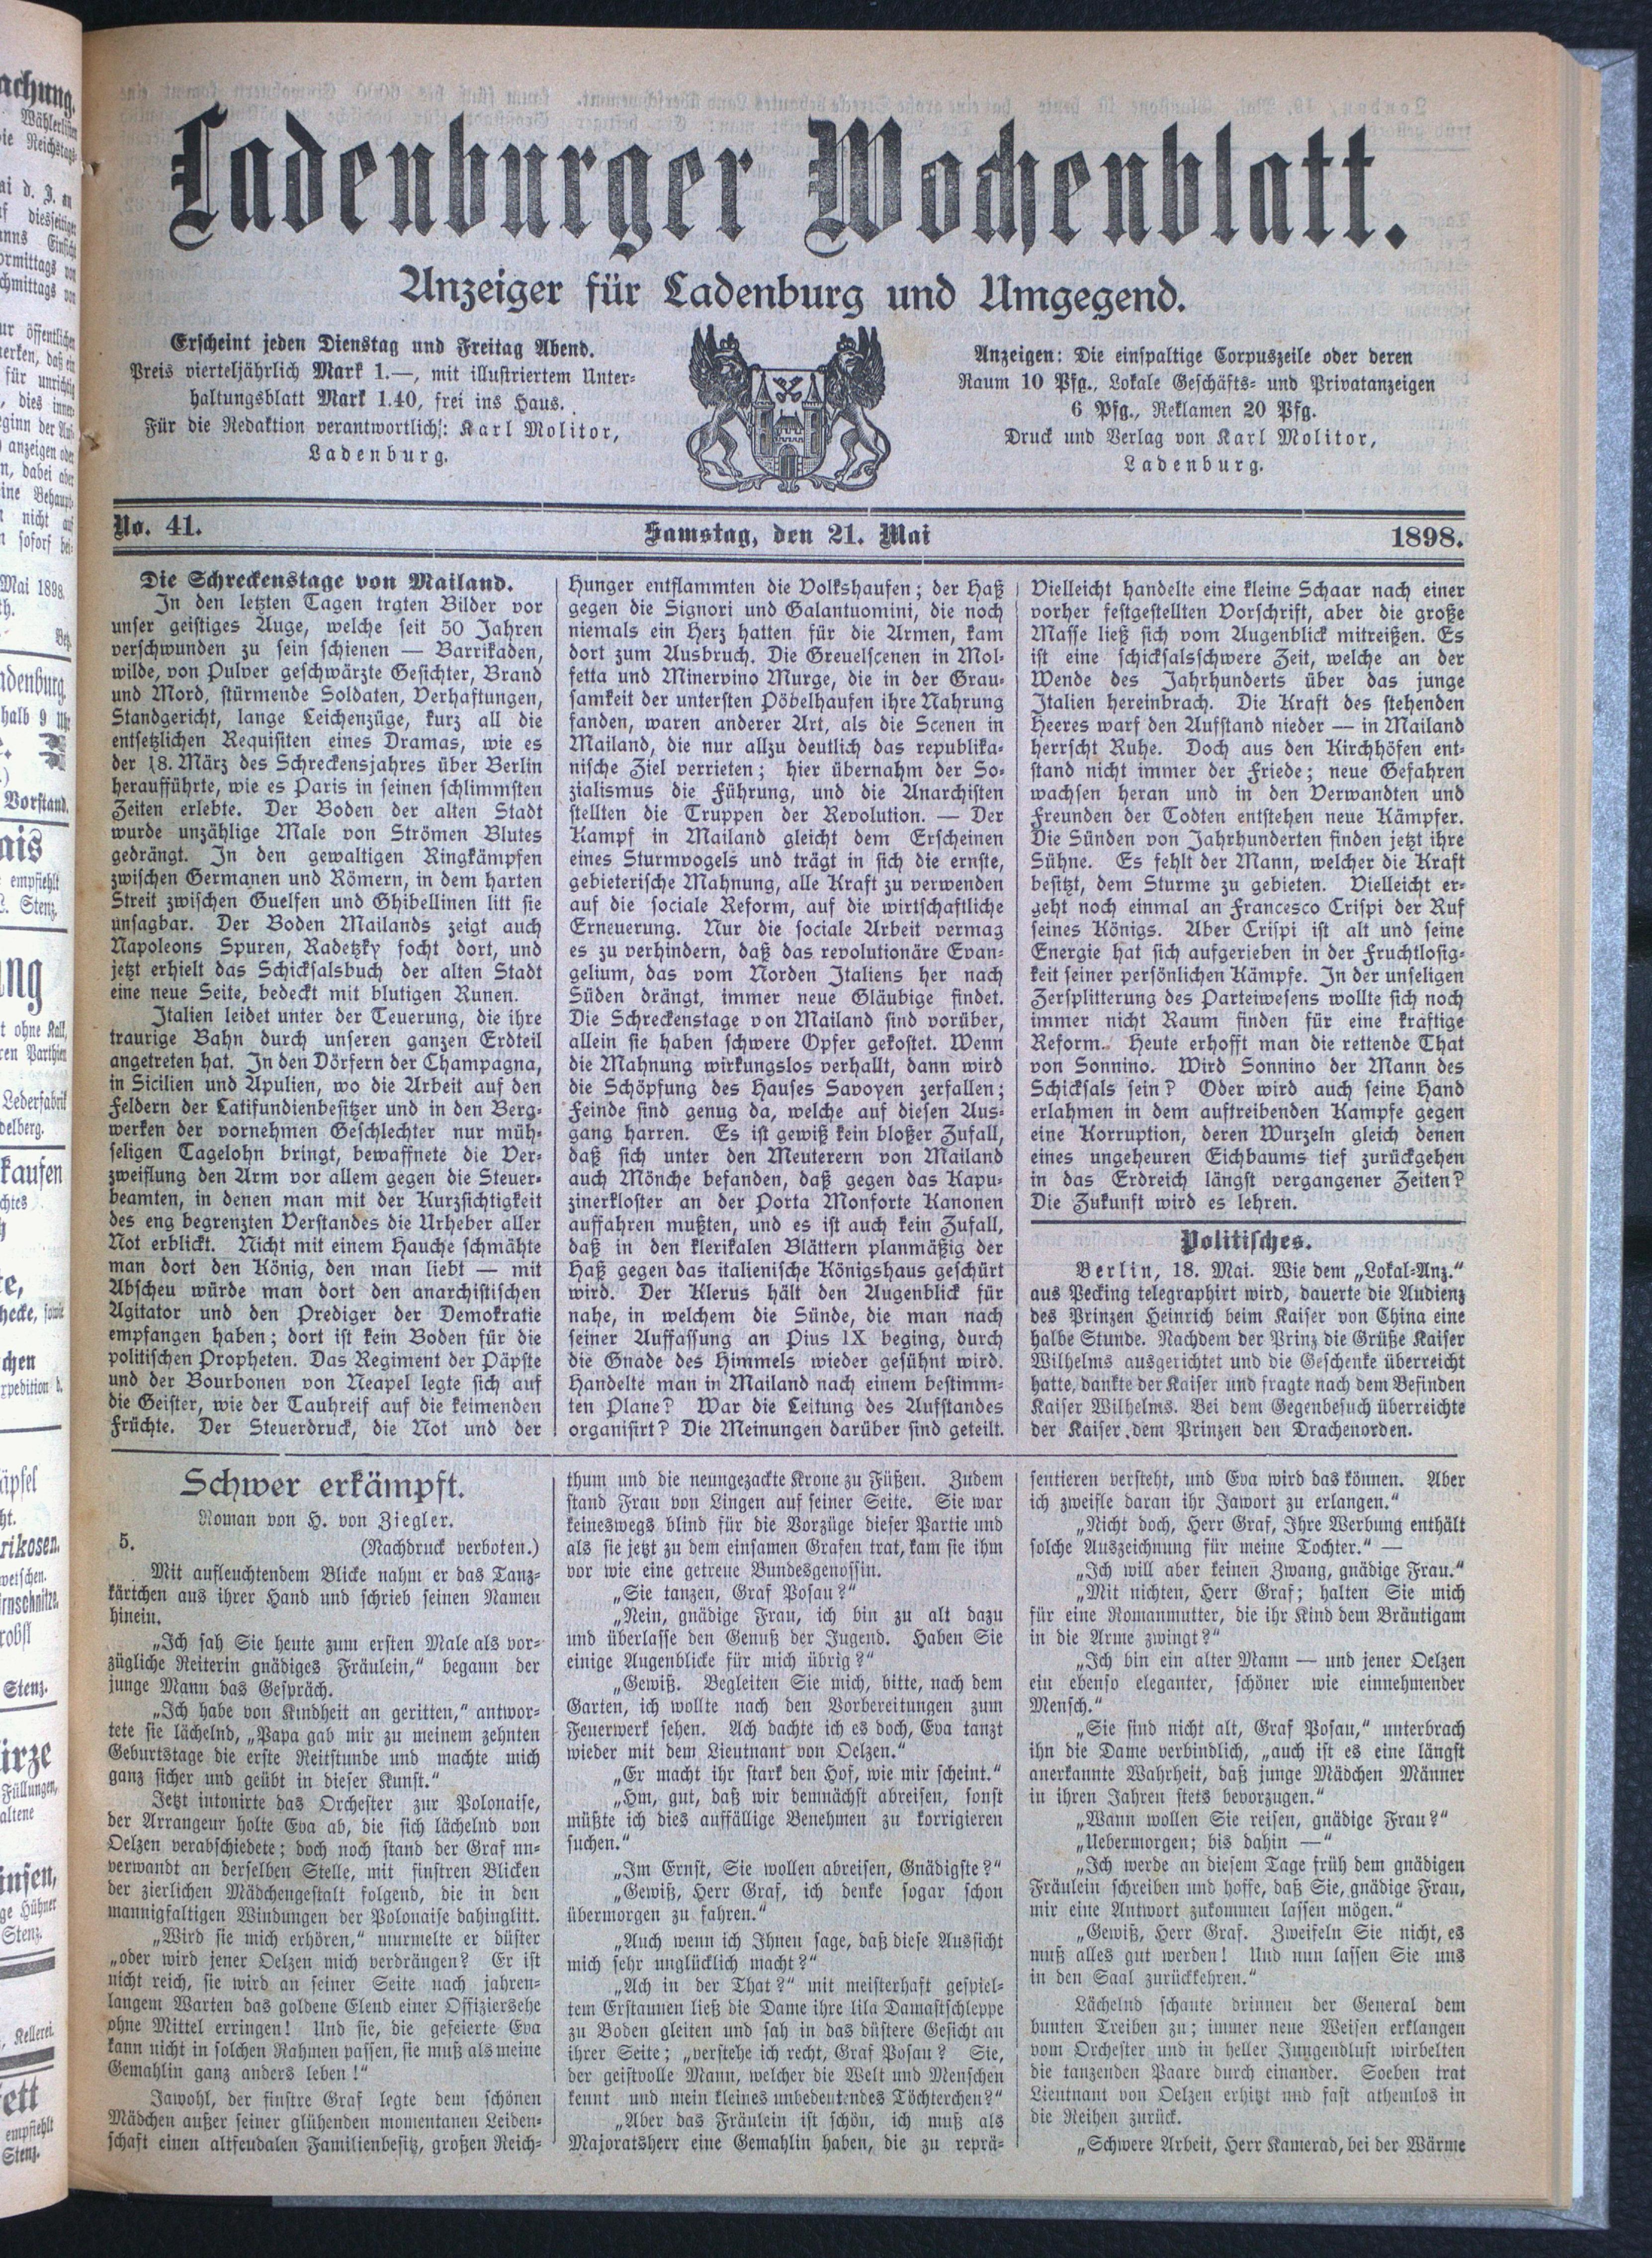 Ladenburger Wochenblatt.
Anzeiger für Ladenburg und Umgegend.
Erscheint jeden Dienstag und Freitag Abend.
Preis vierteljährlich Mark 1.—, mit illustriertem Unter-
haltungsblatt Mark 1.40, frei ins Haus.
Für die Redaktion verantwortlich: Karl Molitor,
Ladenburg.
Anzeigen: Die einspaltige Corpuszeile oder deren
Raum 10 Pfg., Lokale Geschäfts- und Privatanzeigen
6 Pfg., Reklamen 20 Pfg.
Druck und Verlag von Karl Molitor,
Ladenburg.
No. 41.
Samstag, den 21. Mai
1898.
Die Schreckenstage von Mailand.
In den letzten Tagen trgten Bilder vor
unser geistiges Auge, welche seit 50 Jahren
verschwunden zu sein schienen — Barrikaden,
wilde, von Pulver geschwärzte Gesichter, Brand
und Mord, stürmende Soldaten, Verhaftungen,
Standgericht, lange Leichenzüge, kurz all die
entsetzlichen Requisiten eines Dramas, wie es
der 18. März des Schreckensjahres über Berlin
heraufführte, wie es Paris in seinen schlimmsten
Zeiten erlebte. Der Boden der alten Stadt
wurde unzählige Male von Strömen Blutes
gedrängt. In den gewaltigen Ringkämpfen
zwischen Germanen und Römern, in dem harten
Streit zwischen Guelfen und Ghibellinen litt sie
unsagbar. Der Boden Mailands zeigt auch
Napoleons Spuren, Radetzky focht dort, und
jetzt erhielt das Schicksalsbuch der alten Stadt
eine neue Seite, bedeckt mit blutigen Runen.
Italien leidet unter der Teuerung, die ihre
traurige Bahn durch unseren ganzen Erdteil
angetreten hat. In den Dörfern der Champagna,
in Sicilien und Apulien, wo die Arbeit auf den
Feldern der Latifundienbesitzer und in den Berg-
werken der vornehmen Geschlechter nur müh-
seligen Tagelohn bringt, bewaffnete die Ver-
zweiflung den Arm vor allem gegen die Steuer-
beamten, in denen man mit der Kurzsichtigkeit
des eng begrenzten Verstandes die Urheber aller
Not erblickt. Nicht mit einem Hauche schmähte
man dort den König, den man liebt — mit
Abscheu würde man dort den anarchistischen
Agitator und den Prediger der Demokratie
empfangen haben; dort ist kein Boden für die
politischen Propheten. Das Regiment der Päpste
und der Bourbonen von Neapel legte sich auf
die Geister, wie der Tauhreif auf die keimenden
Früchte. Der Steuerdruck, die Not und der
Hunger entflammten die Volkshaufen; der Haß
gegen die Signori und Galantuomini, die noch
niemals ein Herz hatten für die Armen, kam
dort zum Ausbruch. Die Greuelscenen in Mol-
fetta und Minervino Murge, die in der Grau-
samkeit der untersten Pöbelhaufen ihre Nahrung
fanden, waren anderer Art, als die Scenen in
Mailand, die nur allzu deutlich das republika-
nische Ziel verrieten; hier übernahm der So-
zialismus die Führung, und die Anarchisten
stellten die Truppen der Revolution. — Der
Kampf in Mailand gleicht dem Erscheinen
eines Sturmvogels und trägt in sich die ernste,
gebieterische Mahnung, alle Kraft zu verwenden
auf die sociale Reform, auf die wirtschaftliche
Erneuerung. Nur die sociale Arbeit vermag
es zu verhindern, daß das revolutionäre Evan-
gelium, das vom Norden Italiens her nach
Süden drängt, immer neue Gläubige findet.
Die Schreckenstage von Mailand sind vorüber,
allein sie haben schwere Opfer gekostet. Wenn
die Mahnung wirkungslos verhallt, dann wird
die Schöpfung des Hauses Savoyen zerfallen;
Feinde sind genug da, welche auf diesen Aus-
gang harren. Es ist gewiß kein bloßer Zufall,
daß sich unter den Meuterern von Mailand
auch Mönche befanden, daß gegen das Kapu-
zinerkloster an der Porta Monforte Kanonen
auffahren mußten, und es ist auch kein Zufall,
daß in den klerikalen Blättern planmäßig der
Haß gegen das italienische Königshaus geschürt
wird. Der Klerus hält den Augenblick für
nahe, in welchem die Sünde, die man nach
seiner Auffassung an Pius IX beging, durch
die Gnade des Himmels wieder gesühnt wird.
Handelte man in Mailand nach einem bestimm-
ten Plane? War die Leitung des Aufstandes
organisirt? Die Meinungen darüber sind geteilt.
Vielleicht handelte eine kleine Schaar nach einer
vorher festgestellten Vorschrift, aber die große
Masse ließ sich vom Augenblick mitreißen. Es
ist eine schicksalsschwere Zeit, welche an der
Wende des Jahrhunderts über das junge
Italien hereinbrach. Die Kraft des stehenden
Heeres warf den Aufstand nieder — in Mailand
herrscht Ruhe. Doch aus den Kirchhöfen ent-
stand nicht immer der Friede; neue Gefahren
wachsen heran und in den Verwandten und
Freunden der Todten entstehen neue Kämpfer.
Die Sünden von Jahrhunderten finden jetzt ihre
Sühne. Es fehlt der Mann, welcher die Kraft
besitzt, dem Sturme zu gebieten. Vielleicht er-
geht noch einmal an Francesco Crispi der Ruf
seines Königs. Aber Crispi ist alt und seine
Energie hat sich aufgerieben in der Fruchtlosig-
keit seiner persönlichen Kämpfe. In der unseligen
Zersplitterung des Parteiwesens wollte sich noch
immer nicht Raum finden für eine kräftige
Reform. Heute erhofft man die rettende That
von Sonnino. Wird Sonnino der Mann des
Schicksals sein? Oder wird auch seine Hand
erlahmen in dem auftreibenden Kampfe gegen
eine Korruption, deren Wurzeln gleich denen
eines ungeheuren Eichbaums tief zurückgehen
in das Erdreich längst vergangener Zeiten?
Die Zukunft wird es lehren.
Politisches.
Berlin, 18. Mai. Wie dem „Lokal-Anz.“
aus Pecking telegraphirt wird, dauerte die Audienz
des Prinzen Heinrich beim Kaiser von China eine
halbe Stunde. Nachdem der Prinz die Grüße Kaiser
Wilhelms ausgerichtet und die Geschenke überreicht
hatte, dankte der Kaiser und fragte nach dem Befinden
Kaiser Wilhelms. Bei dem Gegenbesuch überreichte
der Kaiser dem Prinzen den Drachenorden.
Schwer erkämpft.
Roman von H. von Ziegler.
5.
(Nachdruck verboten.)
Mit aufleuchtendem Blicke nahm er das Tanz-
kärtchen aus ihrer Hand und schrieb seinen Namen
hinein.
„Ich sah Sie heute zum ersten Male als vor-
zügliche Reiterin gnädiges Fräulein,“ begann der
junge Mann das Gespräch.
„Ich habe von Kindheit an geritten,“ antwor-
tete sie lächelnd, „Papa gab mir zu meinem zehnten
Geburtstage die erste Reitstunde und machte mich
ganz sicher und geübt in dieser Kunst.“
Jetzt intonirte das Orchester zur Polonaise,
der Arrangeur holte Eva ab, die sich lächelnd von
Oelzen verabschiedete; doch noch stand der Graf un-
verwandt an derselben Stelle, mit finstren Blicken
der zierlichen Mädchengestalt folgend, die in den
mannigfaltigen Windungen der Polonaise dahinglitt.
„Wird sie mich erhören,“ murmelte er düster
„oder wird jener Oelzen mich verdrängen? Er ist
nicht reich, sie wird an seiner Seite nach jahren-
langem Warten das goldene Elend einer Offiziersehe
ohne Mittel erringen! Und sie, die gefeierte Eva
kann nicht in solchen Rahmen passen, sie muß als meine
Gemahlin ganz anders leben!“
Jawohl, der finstre Graf legte dem schönen
Mädchen außer seiner glühenden momentanen Leiden-
schaft einen altfeudalen Familienbesitz, großen Reich-
thum und die neungezackte Krone zu Füßen. Zudem
stand Frau von Lingen auf seiner Seite. Sie war
keineswegs blind für die Vorzüge dieser Partie und
als sie jetzt zu dem einsamen Grafen trat, kam sie ihm
vor wie eine getreue Bundesgenossin.
„Sie tanzen, Graf Posau?“
„Nein, gnädige Frau, ich bin zu alt dazu
und überlasse den Genuß der Jugend. Haben Sie
einige Augenblicke für mich übrig?“
„Gewiß. Begleiten Sie mich, bitte, nach dem
Garten, ich wollte nach den Vorbereitungen zum
Feuerwerk sehen. Ach dachte ich es doch, Eva tanzt
wieder mit dem Lieutnant von Oelzen.“
„Er macht ihr stark den Hof, wie mir scheint.“
„Hm, gut, daß wir demnächst abreisen, sonst
müßte ich dies auffällige Benehmen zu korrigieren
suchen.“
„Im Ernst, Sie wollen abreisen, Gnädigste?“
„Gewiß, Herr Graf, ich denke sogar schon
übermorgen zu fahren.“
„Auch wenn ich Ihnen sage, daß diese Aussicht
mich sehr unglücklich macht?“
„Ach in der That?“ mit meisterhaft gespiel-
tem Erstaunen ließ die Dame ihre lila Damastschleppe
zu Boden gleiten und sah in das düstere Gesicht an
ihrer Seite; „verstehe ich recht, Graf Posau? Sie,
der geistvolle Mann, welcher die Welt und Menschen
kennt und mein kleines unbedeutendes Töchterchen?“
„Aber das Fräulein ist schön, ich muß als
Majoratsherr eine Gemahlin haben, die zu reprä-
sentieren versteht, und Eva wird das können. Aber
ich zweifle daran ihr Jawort zu erlangen.“
„Nicht doch, Herr Graf, Ihre Werbung enthält
solche Auszeichnung für meine Tochter.“ —
„Ich will aber keinen Zwang, gnädige Frau.“
„Mit nichten, Herr Graf; halten Sie mich
für eine Romanmutter, die ihr Kind dem Bräutigam
in die Arme zwingt?“
„Ich bin ein alter Mann — und jener Oelzen
ein ebenso eleganter, schöner wie einnehmender
Mensch.“
„Sie sind nicht alt, Graf Posau,“ unterbrach
ihn die Dame verbindlich, „auch ist es eine längst
anerkannte Wahrheit, daß junge Mädchen Männer
in ihren Jahren stets bevorzugen.“
„Wann wollen Sie reisen, gnädige Frau?“
„Uebermorgen; bis dahin —“
„Ich werde an diesem Tage früh dem gnädigen
Fräulein schreiben und hoffe, daß Sie, gnädige Frau,
mir eine Antwort zukommen lassen mögen.“
„Gewiß, Herr Graf. Zweifeln Sie nicht, es
muß alles gut werden! Und nun lassen Sie uns
in den Saal zurückkehren.“
Lächelnd schaute drinnen der General dem
bunten Treiben zu; immer neue Weisen erklangen
vom Orchester und in heller Jungendlust wirbelten
die tanzenden Paare durch einander. Soeben trat
Lieutnant von Oelzen erhitzt und fast athemlos in
die Reihen zurück.
„Schwere Arbeit, Herr Kamerad, bei der Wärme